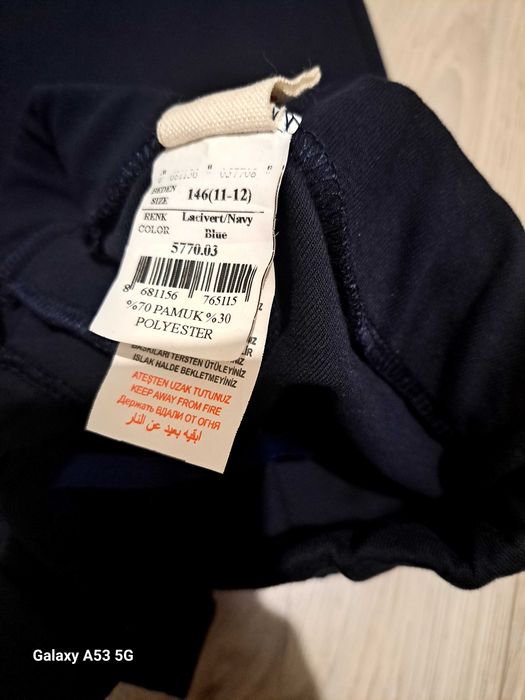 BEDEN
SIZE
146(11-12)
RENK
COLOR
Lacivert/Navy
Blue
5770.03
8 681156 765115
%70 PAMUK %30
POLYESTER
BASKILARI TERSTEN ÜTÜLEYİNİZ
ISLAK HALDE BEKLETMEYİNİZ
ATEŞTEN UZAK TUTUNUZ
KEEP AWAY FROM FIRE
Держать ВДАЛИ ОТ ОГНЯ
ابقيه بعيد عن النار
Galaxy A53 5G